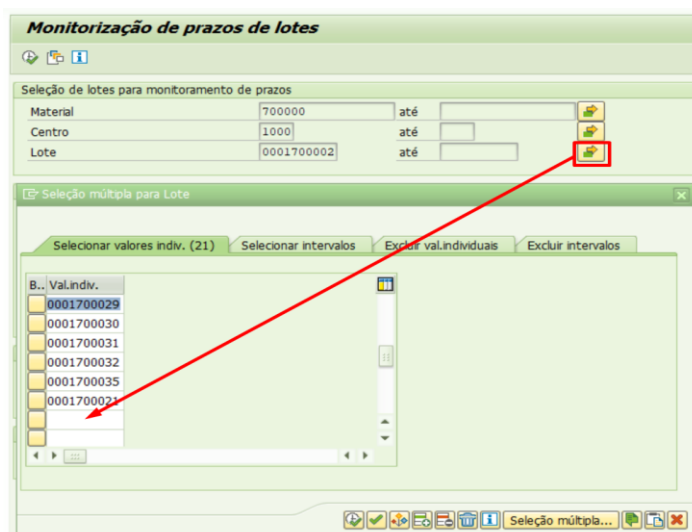 Monitorização de prazos de lotes
Seleção de lotes para monitoramento de prazos
Material 700000 até
Centro 1000 até
Lote 0001700002 até
Seleção múltipla para Lote
Selecionar valores indiv. (21) Selecionar intervalos Excluir val.individuais Excluir intervalos
B.. Val.indiv.
0001700029
0001700030
0001700031
0001700032
0001700035
0001700021
Seleção múltipla...